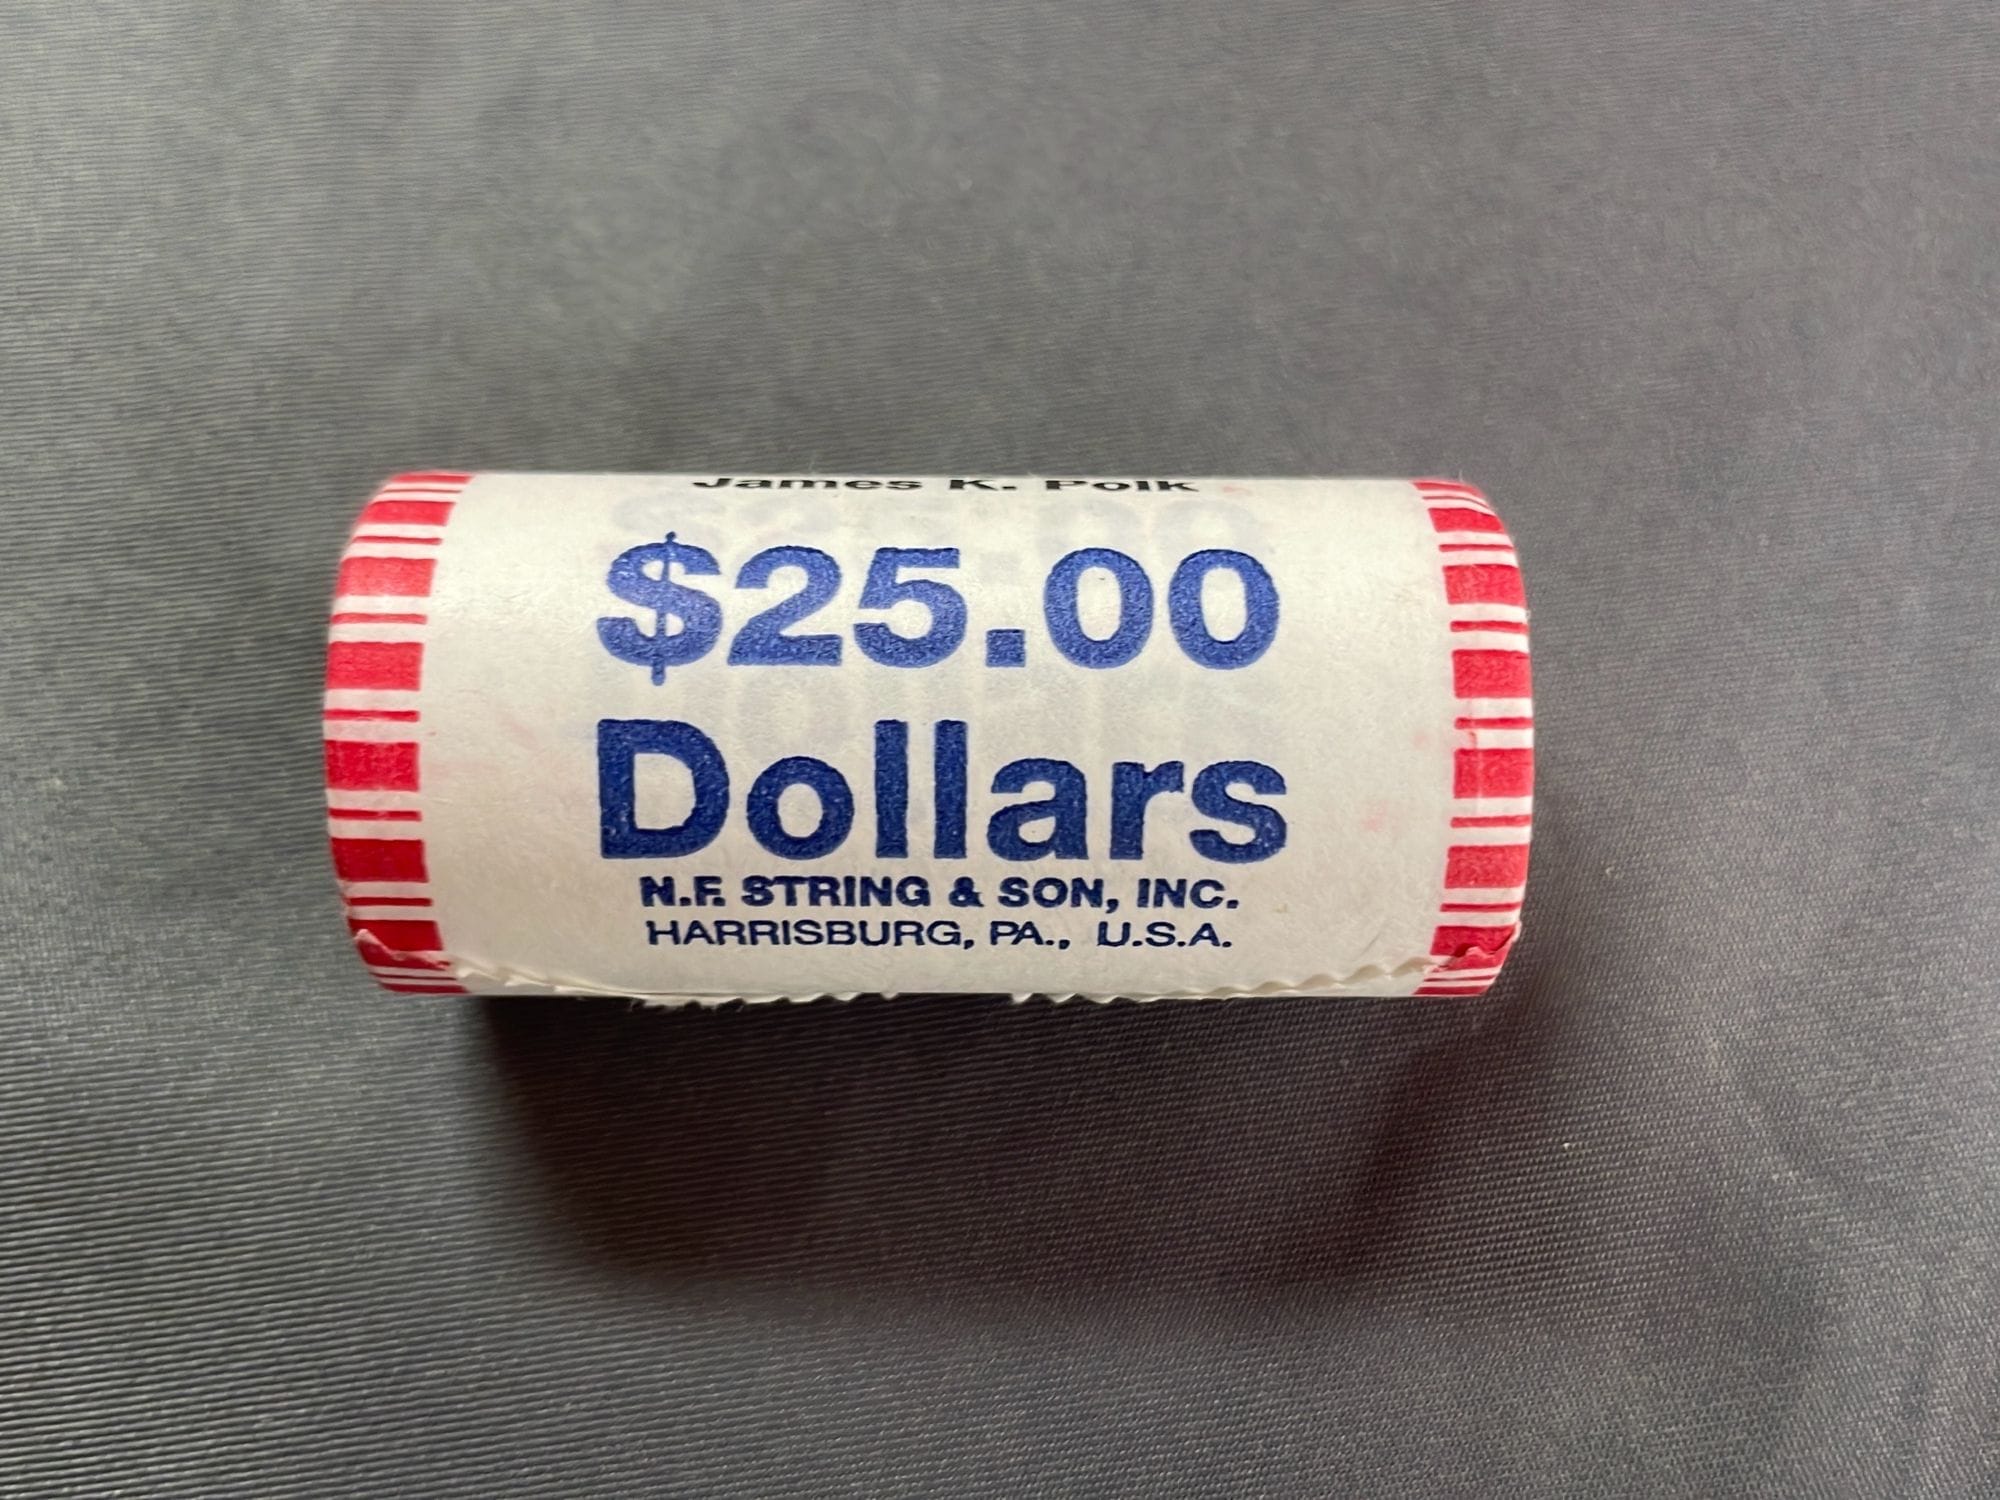 James K. Polk
$25.00
Dollars
N.F. STRING & SON, INC.
HARRISBURG, PA., U.S.A.